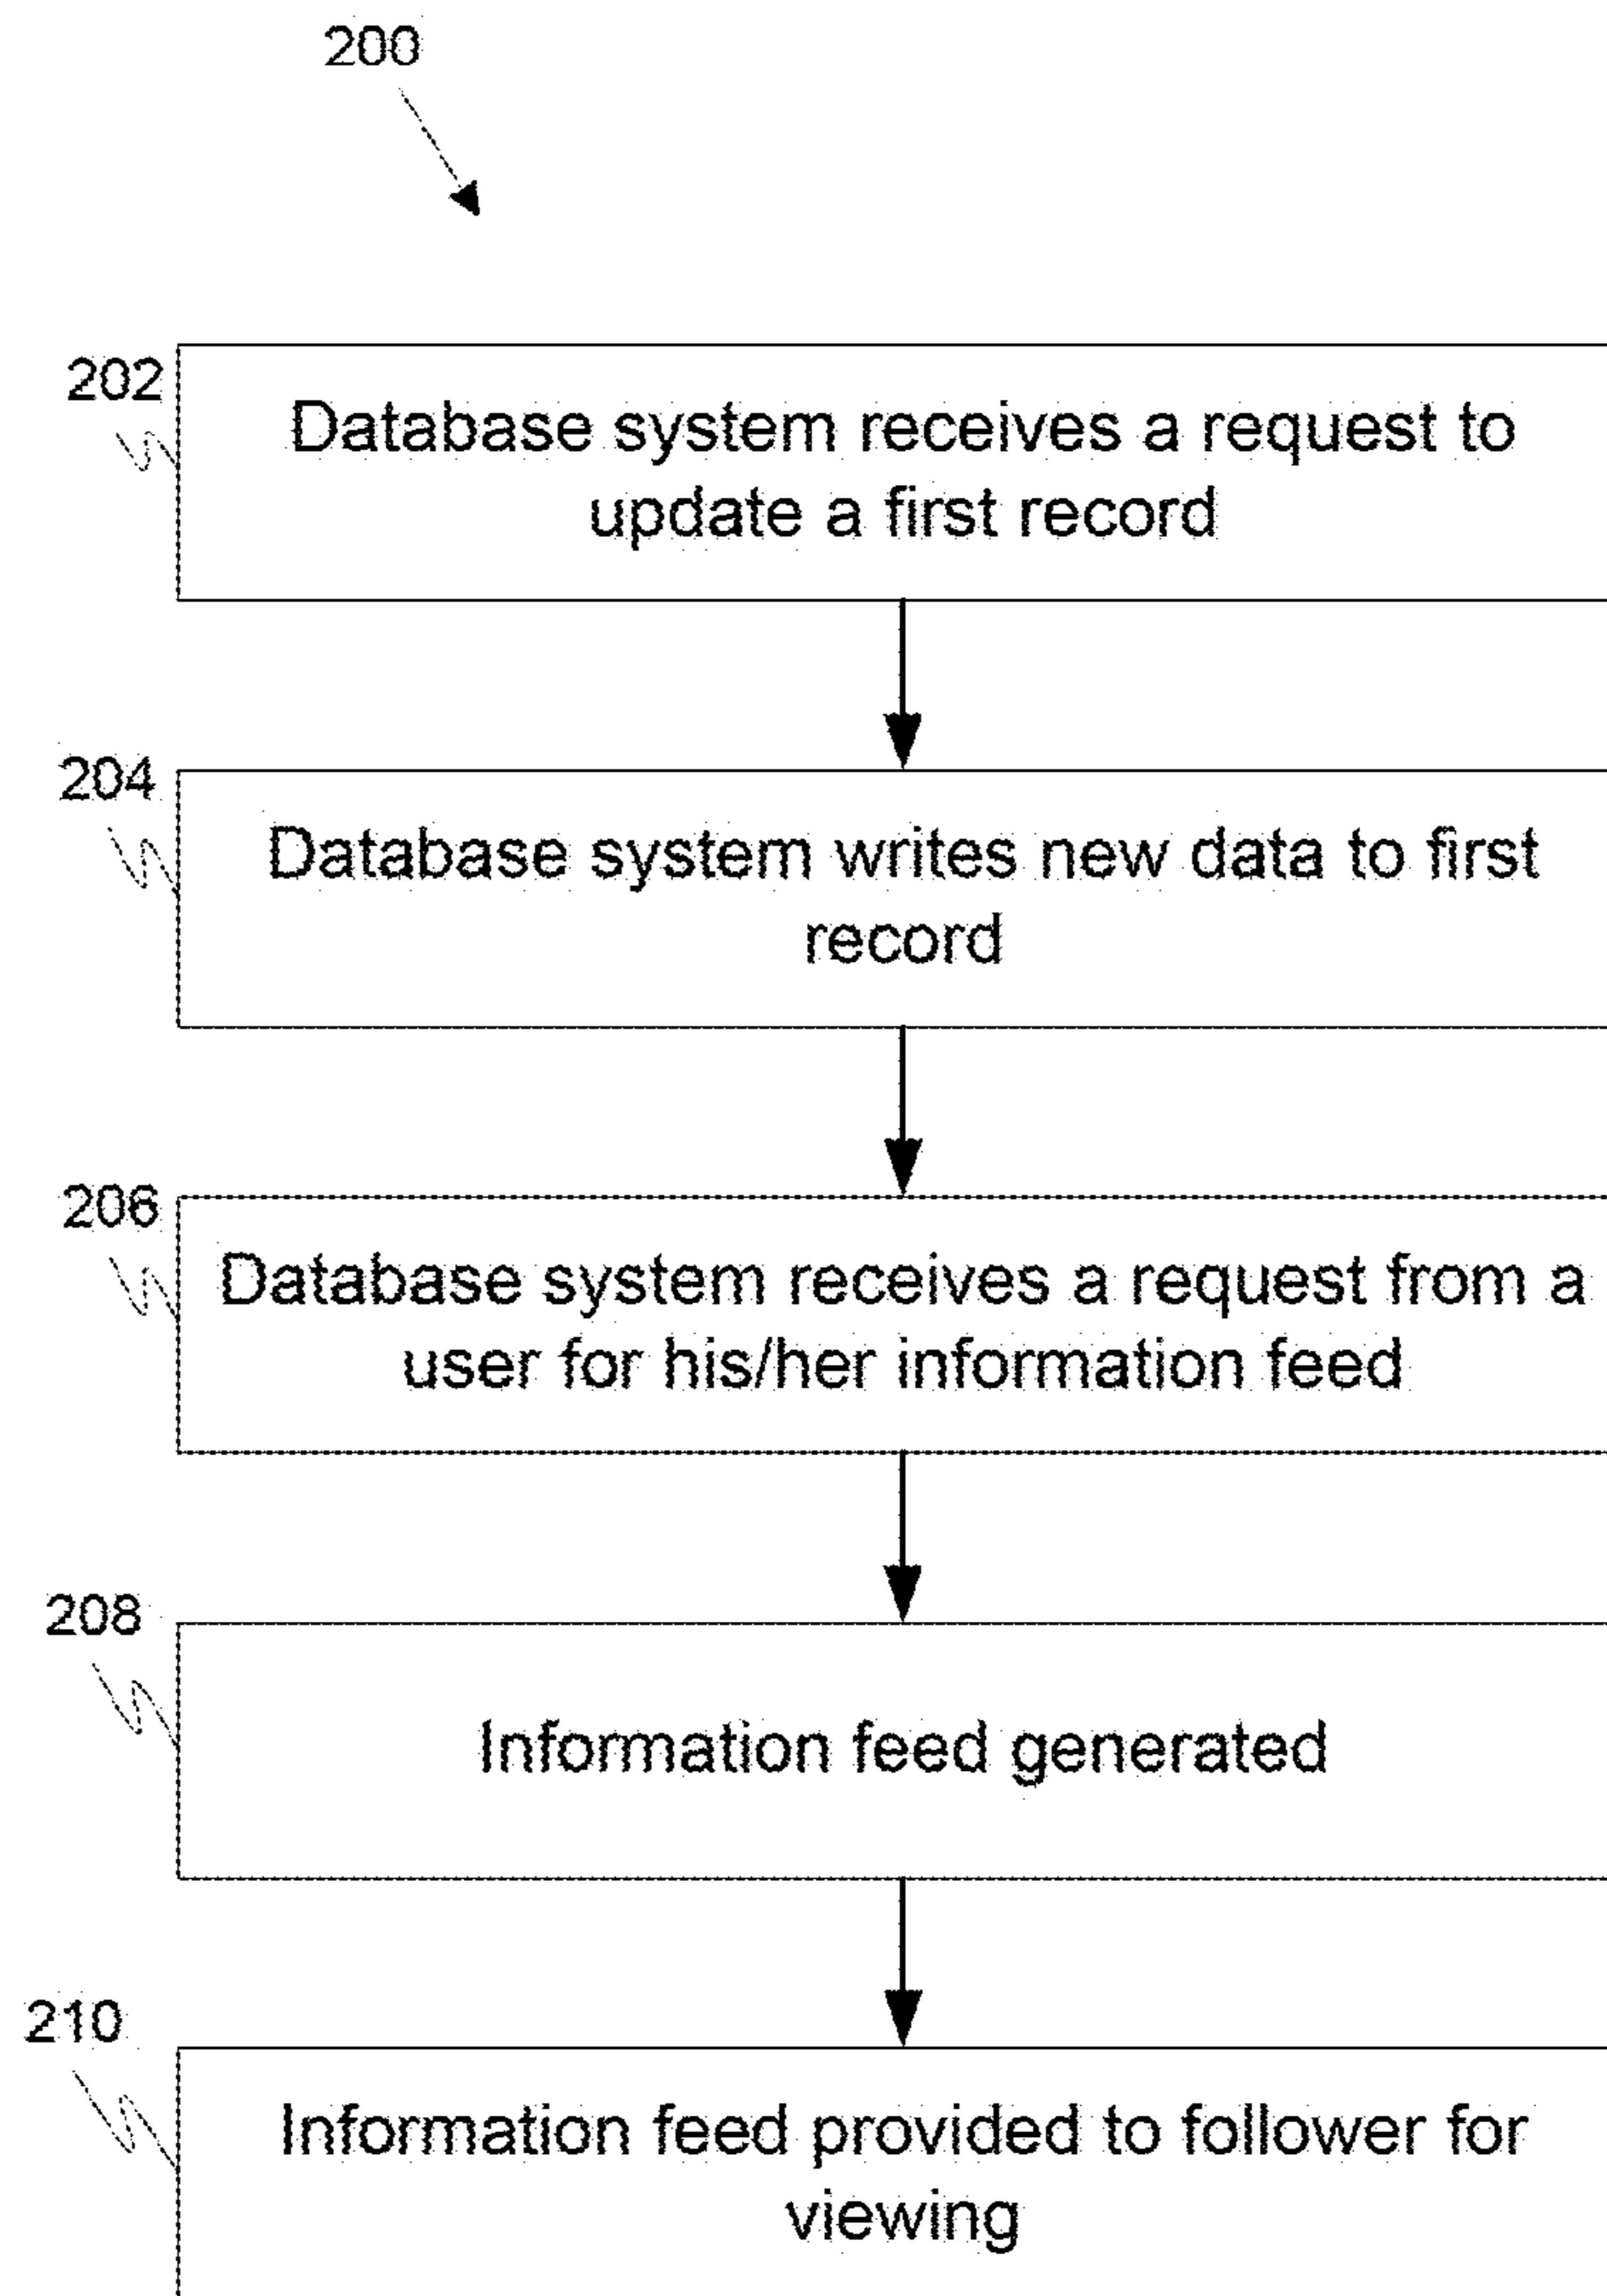 200
202
Database system receives a request to
update a first record
204
Database system writes new data to first
record
206
Database system receives a request from a
user for his/her information feed
208
Information feed generated
210
Information feed provided to follower for
viewing